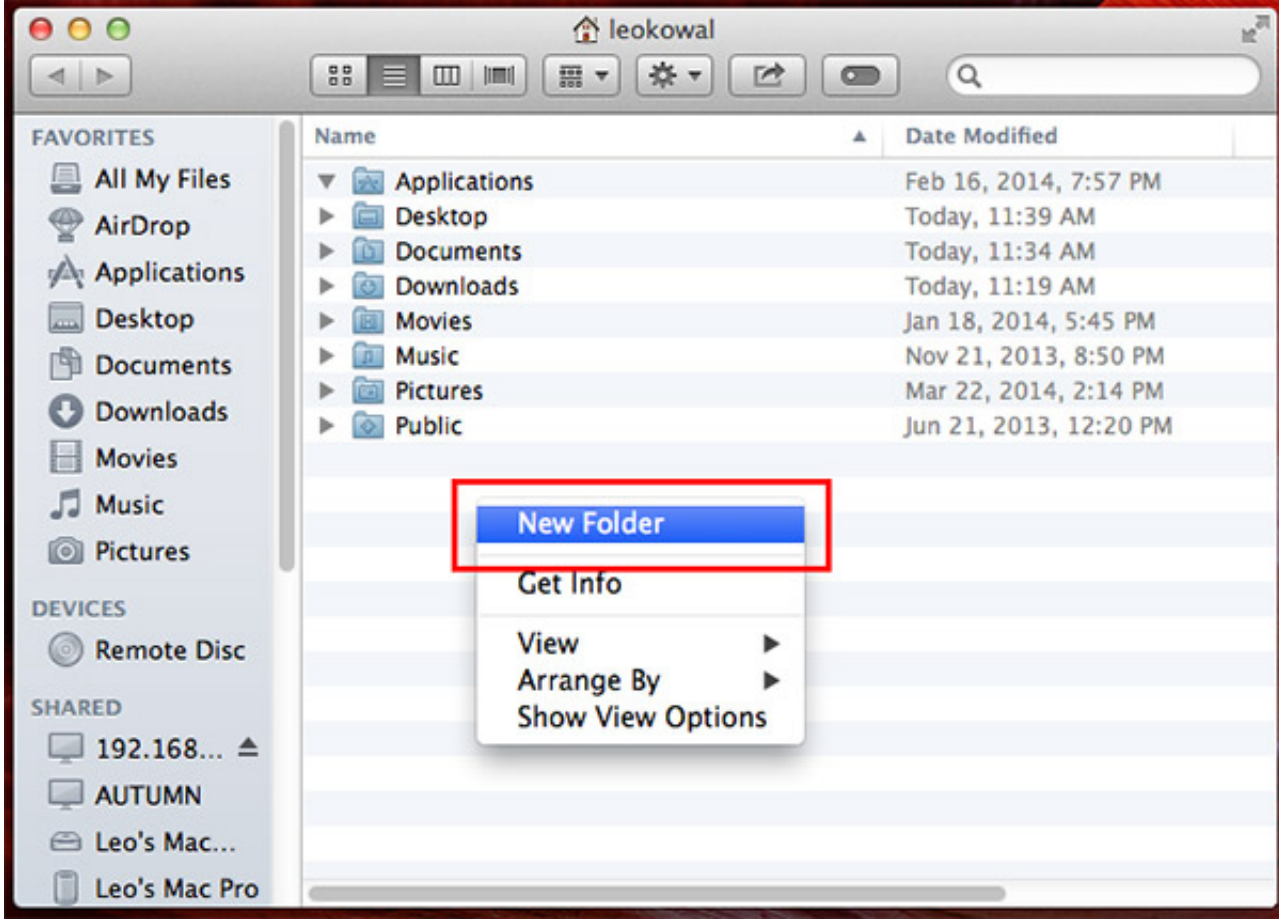 leokowal
FAVORITES
All My Files
AirDrop
Applications
Desktop
Documents
Downloads
Movies
Music
Pictures
DEVICES
Remote Disc
SHARED
192.168...
AUTUMN
Leo's Mac...
Leo's Mac Pro
Name Date Modified
Applications Feb 16, 2014, 7:57 PM
Desktop Today, 11:39 AM
Documents Today, 11:34 AM
Downloads Today, 11:19 AM
Movies Jan 18, 2014, 5:45 PM
Music Nov 21, 2013, 8:50 PM
Pictures Mar 22, 2014, 2:14 PM
Public Jun 21, 2013, 12:20 PM
New Folder
Get Info
View
Arrange By
Show View Options